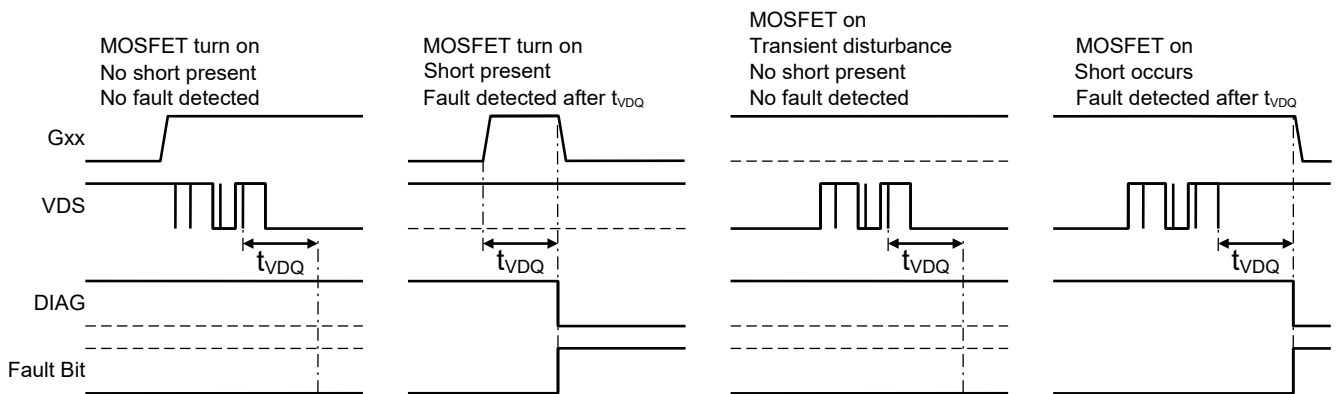 MOSFET turn on
No short present
No fault detected
MOSFET turn on
Short present
Fault detected after tVDQ
MOSFET on
Transient disturbance
No short present
No fault detected
MOSFET on
Short occurs
Fault detected after tVDQ
Gxx
VDS
tVDQ
tVDQ
tVDQ
tVDQ
DIAG
Fault Bit